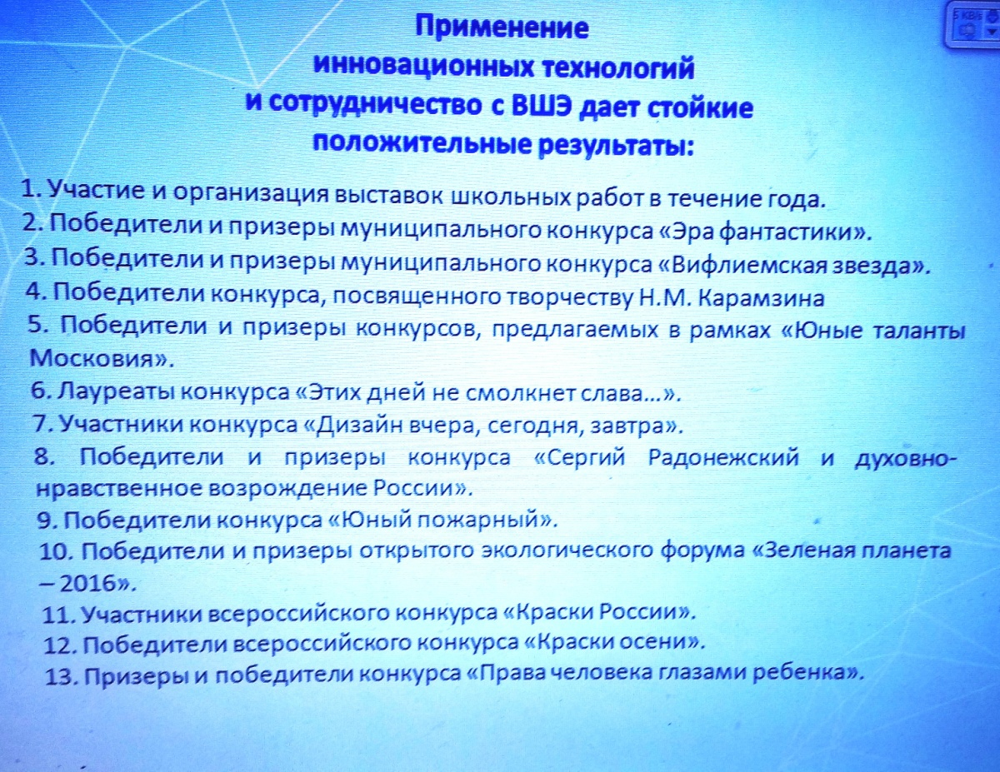 Применение
инновационных технологий
и сотрудничество с ВШЭ дает стойкие
положительные результаты:
5 KB/s
1. Участие и организация выставок школьных работ в течение года.
2. Победители и призеры муниципального конкурса «Эра фантастики».
3. Победители и призеры муниципального конкурса «Вифлиемская звезда».
4. Победители конкурса, посвященного творчеству Н.М. Карамзина
5. Победители и призеры конкурсов, предлагаемых в рамках «Юные таланты
Московия».
6. Лауреаты конкурса «Этих дней не смолкнет слава...».
7. Участники конкурса «Дизайн вчера, сегодня, завтра».
8. Победители и призеры конкурса «Сергий Радонежский и духовно-
нравственное возрождение России».
9. Победители конкурса «Юный пожарный».
10. Победители и призеры открытого экологического форума «Зеленая планета
– 2016».
11. Участники всероссийского конкурса «Краски России».
12. Победители всероссийского конкурса «Краски осени».
13. Призеры и победители конкурса «Права человека глазами ребенка».